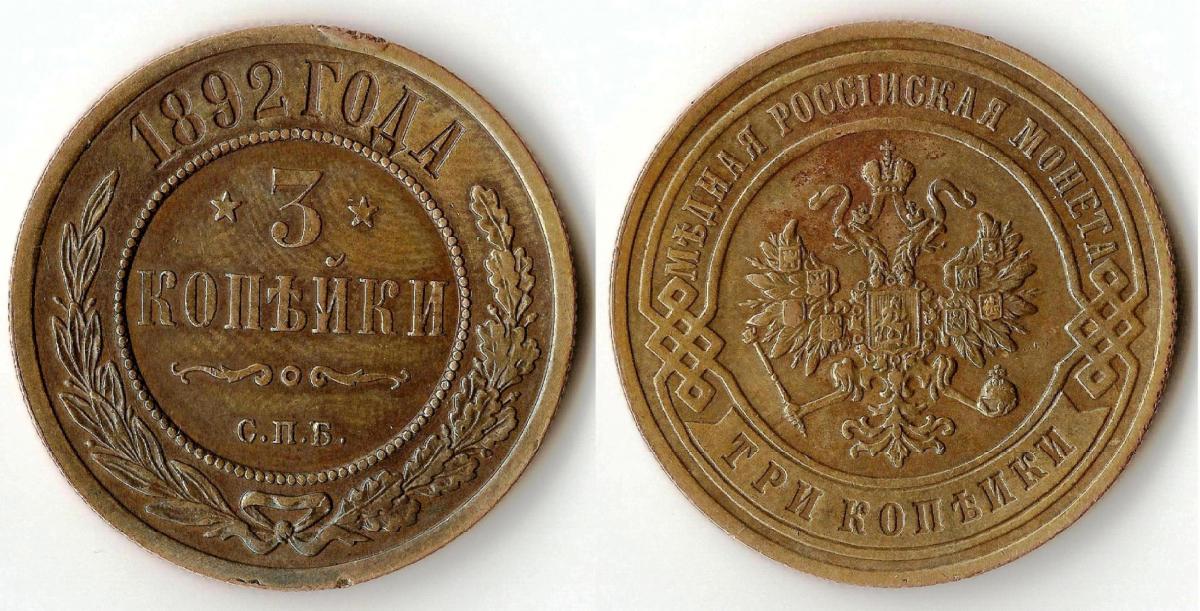 1892 ГОДА
3
КОПѢЙКИ
С.П.Б.
МѢДНАЯ РОССІЙСКАЯ МОНЕТА
ТРИ КОПѢЙКИ